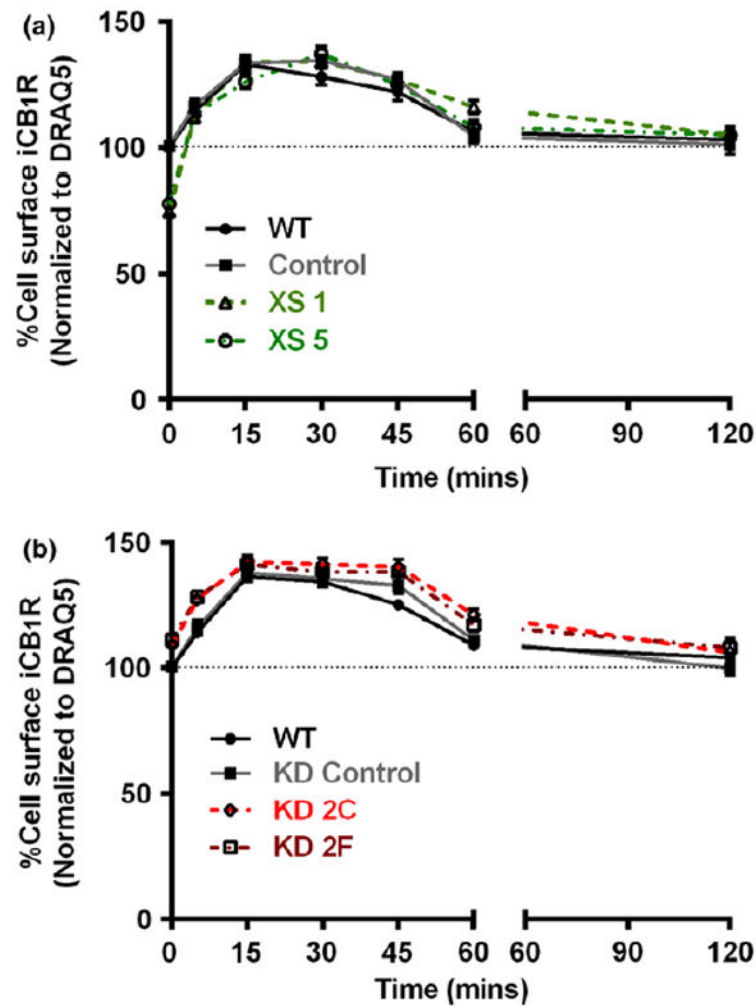 (a)
%Cell surface iCB1R
(Normalized to DRAQ5)
150
100
50
0
WT
Control
XS 1
XS 5
0 15 30 45 60 60 90 120
Time (mins)
(b)
%Cell surface iCB1R
(Normalized to DRAQ5)
150
100
50
0
WT
KD Control
KD 2C
KD 2F
0 15 30 45 60 60 90 120
Time (mins)